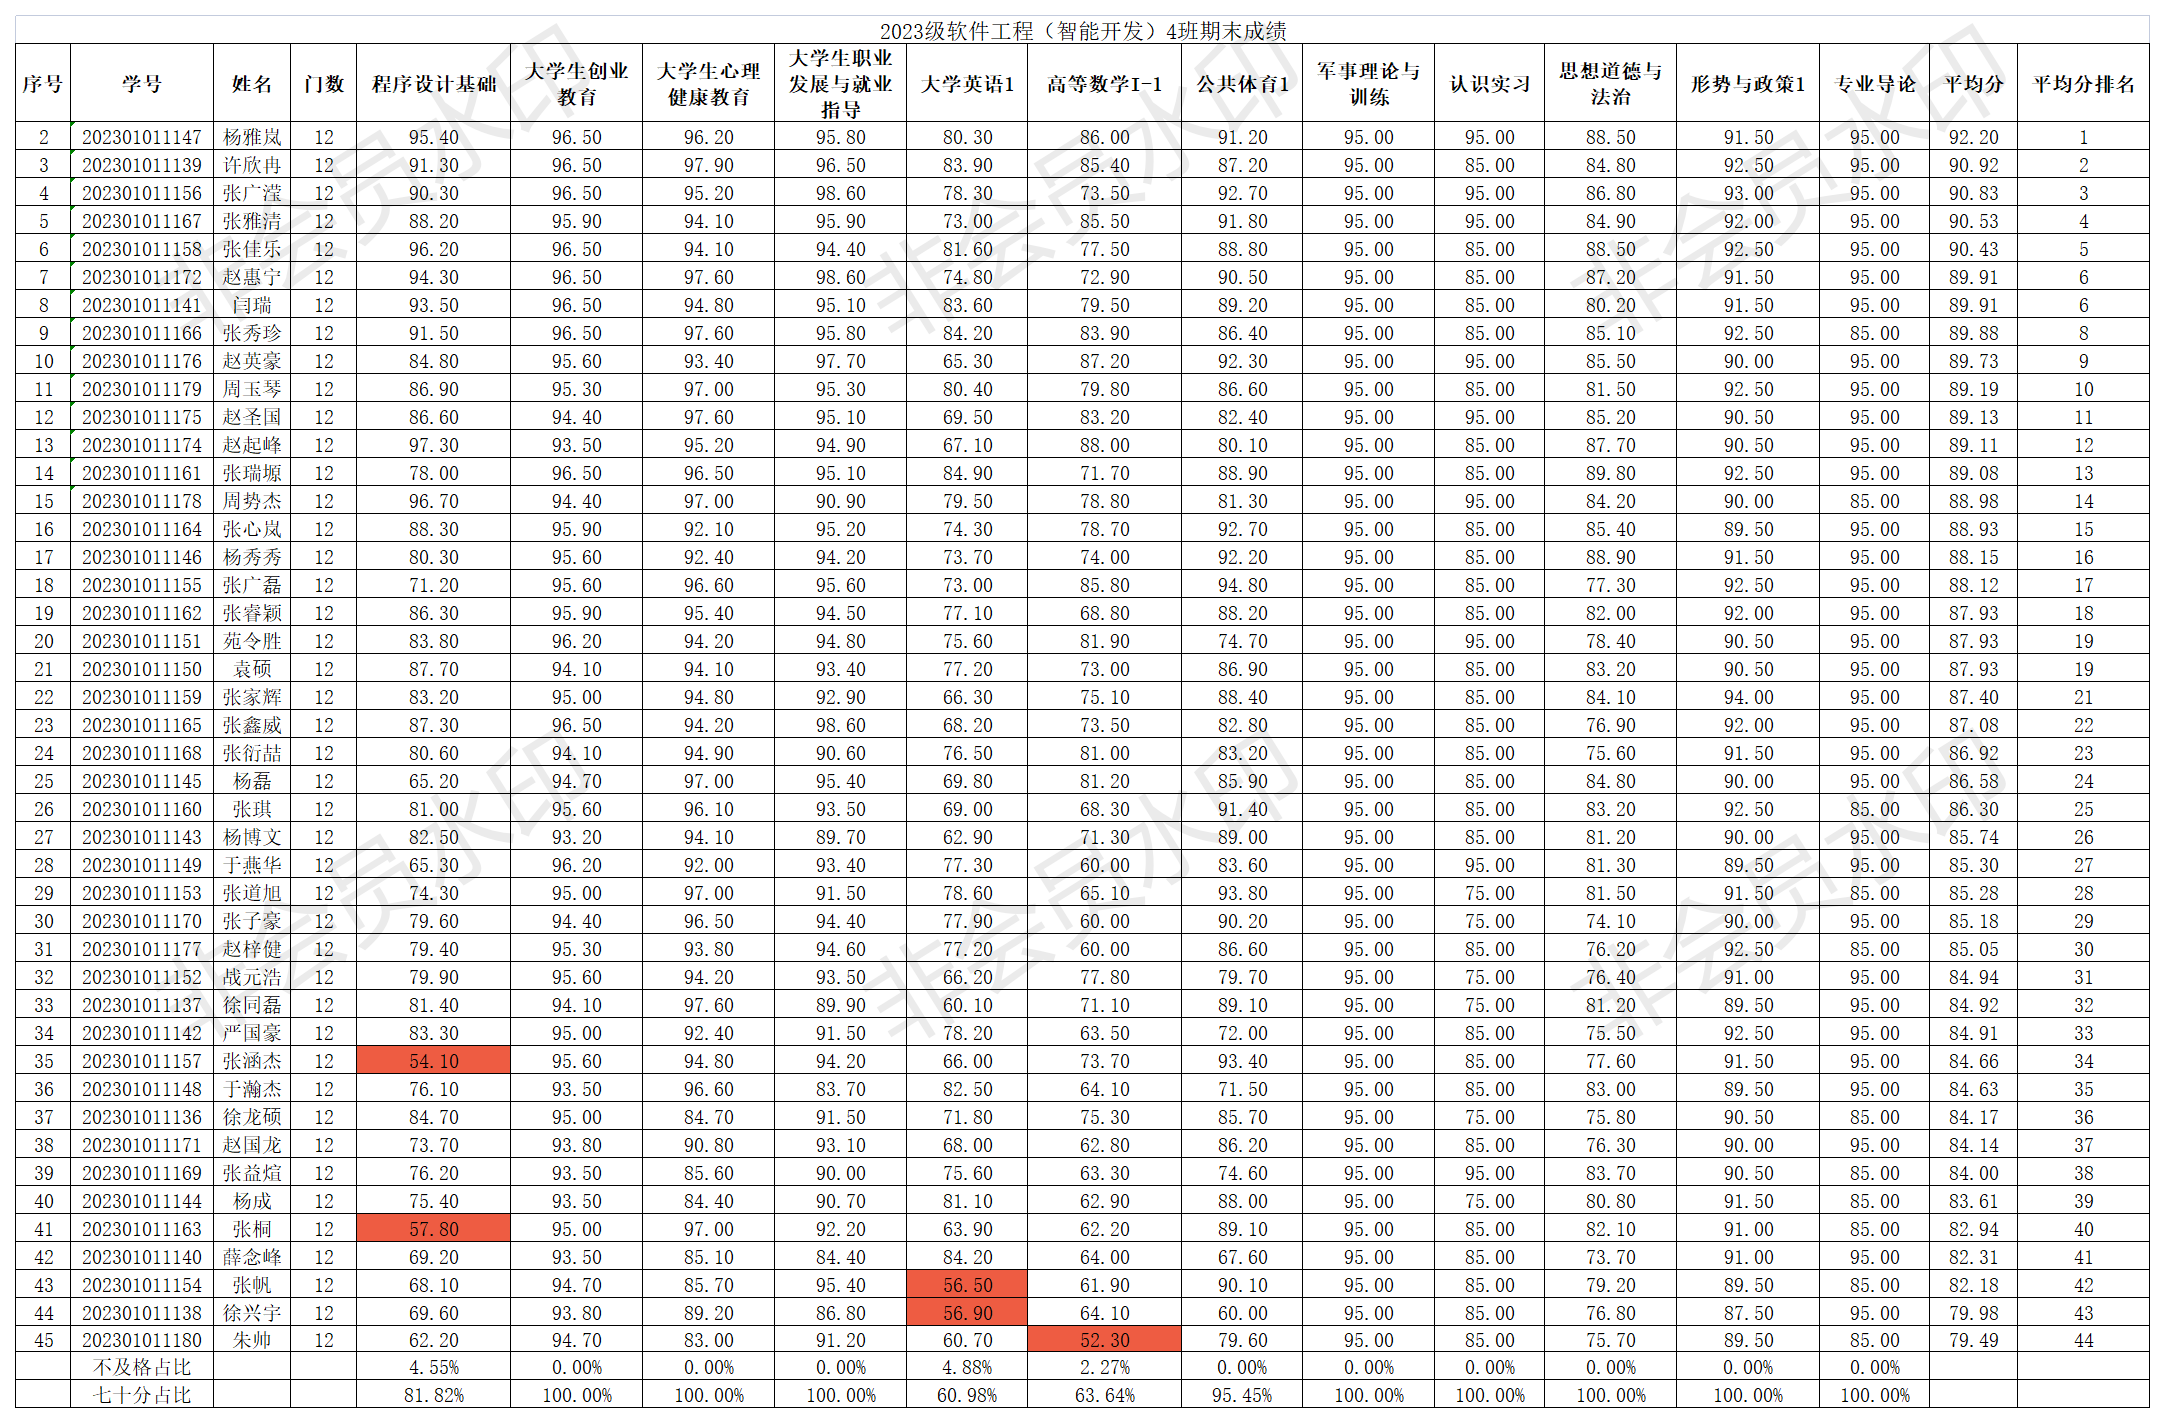 2023级软件工程（智能开发）4班期末成绩
序号 学号 姓名 门数 程序设计基础 大学生创业教育 大学生心理健康教育 大学生职业发展与就业指导 大学英语1 高等数学I-1 公共体育1 军事理论与训练 认识实习 思想道德与法治 形势与政策1 专业导论 平均分 平均分排名
2 202301011147 杨雅岚 12 95.40 96.50 96.20 95.80 80.30 86.00 91.20 95.00 95.00 88.50 91.50 95.00 92.20 1
3 202301011139 许欣冉 12 91.30 96.50 97.90 96.50 83.90 85.40 87.20 95.00 85.00 84.80 92.50 95.00 90.92 2
4 202301011156 张广滢 12 90.30 96.50 95.20 98.60 78.30 73.50 92.70 95.00 95.00 86.80 93.00 95.00 90.83 3
5 202301011167 张雅清 12 88.20 95.90 94.10 95.90 73.00 85.50 91.80 95.00 95.00 84.90 92.00 95.00 90.53 4
6 202301011158 张佳乐 12 96.20 96.50 94.10 94.40 81.60 77.50 88.80 95.00 85.00 88.50 92.50 95.00 90.43 5
7 202301011172 赵惠宁 12 94.30 96.50 97.60 98.60 74.80 72.90 90.50 95.00 85.00 87.20 91.50 95.00 89.91 6
8 202301011141 闫瑞 12 93.50 96.50 94.80 95.10 83.60 79.50 89.20 95.00 95.00 80.20 91.50 95.00 89.91 6
9 202301011166 张秀珍 12 91.50 96.50 97.60 95.80 84.20 83.90 86.40 95.00 85.00 85.10 92.50 85.00 89.88 8
10 202301011176 赵英豪 12 84.80 95.60 93.40 97.70 65.30 87.20 92.30 95.00 95.00 85.50 90.00 95.00 89.73 9
11 202301011179 周玉琴 12 86.90 95.30 97.00 95.30 80.40 79.80 86.60 95.00 85.00 81.50 92.50 95.00 89.19 10
12 202301011175 赵圣国 12 86.60 94.40 97.60 95.10 69.50 83.20 82.40 95.00 95.00 85.20 90.50 95.00 89.13 11
13 202301011174 赵起峰 12 97.30 93.50 95.20 94.90 67.10 88.00 80.10 95.00 85.00 87.70 90.50 95.00 89.11 12
14 202301011161 张瑞塬 12 78.00 96.50 96.50 95.10 84.90 71.70 88.90 95.00 85.00 89.80 92.50 95.00 89.08 13
15 202301011178 周势杰 12 96.70 94.40 97.00 90.90 79.50 78.80 81.30 95.00 95.00 84.20 90.00 85.00 88.98 14
16 202301011164 张心岚 12 88.30 95.90 92.10 95.20 74.30 78.70 92.70 95.00 85.00 85.40 89.50 95.00 88.93 15
17 202301011146 杨秀秀 12 80.30 95.60 92.40 94.20 73.70 74.00 92.20 95.00 85.00 88.90 91.50 95.00 88.15 16
18 202301011155 张广磊 12 71.20 95.60 96.60 95.60 73.00 85.80 94.80 95.00 85.00 77.30 92.50 95.00 88.12 17
19 202301011162 张睿颖 12 86.30 95.90 95.40 94.50 77.10 68.80 88.20 95.00 85.00 82.00 92.00 95.00 87.93 18
20 202301011151 苑令胜 12 83.80 96.20 94.20 94.80 75.60 81.90 74.70 95.00 95.00 78.40 90.50 95.00 87.93 19
21 202301011150 袁硕 12 87.70 94.10 94.10 93.40 77.20 73.00 86.90 95.00 85.00 83.20 90.50 95.00 87.93 19
22 202301011159 张家辉 12 83.20 95.00 94.80 92.90 66.30 75.10 88.40 95.00 85.00 84.10 94.00 95.00 87.40 21
23 202301011165 张鑫威 12 87.30 96.50 94.20 98.60 68.20 73.50 82.80 95.00 85.00 76.90 92.00 95.00 87.08 22
24 202301011168 张衍喆 12 80.60 94.10 94.90 90.60 76.50 81.00 83.20 95.00 85.00 75.60 91.50 95.00 86.92 23
25 202301011145 杨磊 12 65.20 94.70 97.00 95.40 69.80 81.20 85.90 95.00 85.00 84.80 90.00 95.00 86.58 24
26 202301011160 张琪 12 81.00 95.60 96.10 93.50 69.00 68.30 91.40 95.00 85.00 83.20 92.50 85.00 86.30 25
27 202301011143 杨博文 12 82.50 93.20 94.10 89.70 62.90 71.30 89.00 95.00 85.00 81.20 90.00 95.00 85.74 26
28 202301011149 于燕华 12 65.30 96.20 92.00 93.40 77.30 60.00 83.60 95.00 95.00 81.30 89.50 95.00 85.30 27
29 202301011153 张道旭 12 74.30 95.00 97.00 91.50 78.60 65.10 93.80 95.00 75.00 81.50 91.50 85.00 85.28 28
30 202301011170 张子豪 12 79.60 94.40 96.50 94.40 77.90 60.00 90.20 95.00 75.00 74.10 90.00 95.00 85.18 29
31 202301011177 赵梓健 12 79.40 95.30 93.80 94.60 77.20 60.00 86.60 95.00 85.00 76.20 92.50 85.00 85.05 30
32 202301011152 战元浩 12 79.90 95.60 94.20 93.50 66.20 77.80 79.70 95.00 75.00 76.40 91.00 95.00 84.94 31
33 202301011137 徐同磊 12 81.40 94.10 97.60 89.90 60.10 71.10 89.10 95.00 75.00 81.20 89.50 95.00 84.92 32
34 202301011142 严国豪 12 83.30 95.00 92.40 91.50 78.20 63.50 72.00 95.00 85.00 75.50 92.50 95.00 84.91 33
35 202301011157 张涵杰 12 54.10 95.60 94.80 94.20 66.00 73.70 93.40 95.00 85.00 77.60 91.50 95.00 84.66 34
36 202301011148 于瀚杰 12 76.10 93.50 96.60 83.70 82.50 64.10 71.50 95.00 85.00 83.00 89.50 95.00 84.63 35
37 202301011136 徐龙硕 12 84.70 95.00 84.70 91.50 71.80 75.30 85.70 95.00 75.00 75.80 90.50 85.00 84.17 36
38 202301011171 赵国龙 12 73.70 93.80 90.80 93.10 68.00 62.80 86.20 95.00 85.00 76.30 90.00 95.00 84.14 37
39 202301011169 张益煊 12 76.20 93.50 85.60 90.00 75.60 63.30 74.60 95.00 95.00 83.70 90.50 85.00 84.00 38
40 202301011144 杨成 12 75.40 93.50 84.40 90.70 81.10 62.90 88.00 95.00 75.00 80.80 91.50 85.00 83.61 39
41 202301011163 张桐 12 57.80 95.00 97.00 92.20 63.90 62.20 89.10 95.00 85.00 82.10 91.00 85.00 82.94 40
42 202301011140 薛念峰 12 69.20 93.50 85.10 84.40 84.20 64.00 67.60 95.00 85.00 73.70 91.00 95.00 82.31 41
43 202301011154 张帆 12 68.10 94.70 85.70 95.40 56.50 61.90 90.10 95.00 85.00 79.20 89.50 85.00 82.18 42
44 202301011138 徐兴宇 12 69.60 93.80 89.20 86.80 56.90 64.10 60.00 95.00 85.00 76.80 87.50 95.00 79.98 43
45 202301011180 朱帅 12 62.20 94.70 83.00 91.20 60.70 52.30 79.60 95.00 85.00 75.70 89.50 85.00 79.49 44
不及格占比 4.55% 0.00% 0.00% 0.00% 4.88% 2.27% 0.00% 0.00% 0.00% 0.00% 0.00% 0.00%
七十分占比 81.82% 100.00% 100.00% 100.00% 60.98% 63.64% 95.45% 100.00% 100.00% 100.00% 100.00% 100.00%
非会员水印
非会员水印
非会员水印
非会员水印
非会员水印
非会员水印